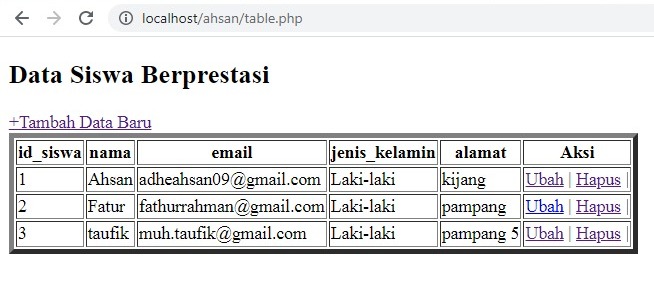 localhost/ahsan/table.php
Data Siswa Berprestasi
+Tambah Data Baru
id_siswa nama email jenis_kelamin alamat Aksi
1 Ahsan adheahsan09@gmail.com Laki-laki kijang Ubah | Hapus |
2 Fatur fathurrahman@gmail.com Laki-laki pampang Ubah | Hapus |
3 taufik muh.taufik@gmail.com Laki-laki pampang 5 Ubah | Hapus |